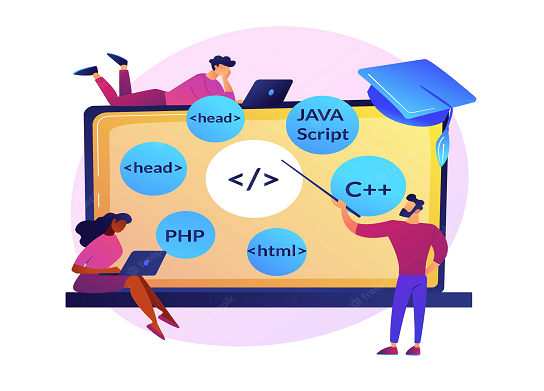 <head>
JAVA
Script
<head>
</>
C++
PHP
<html>